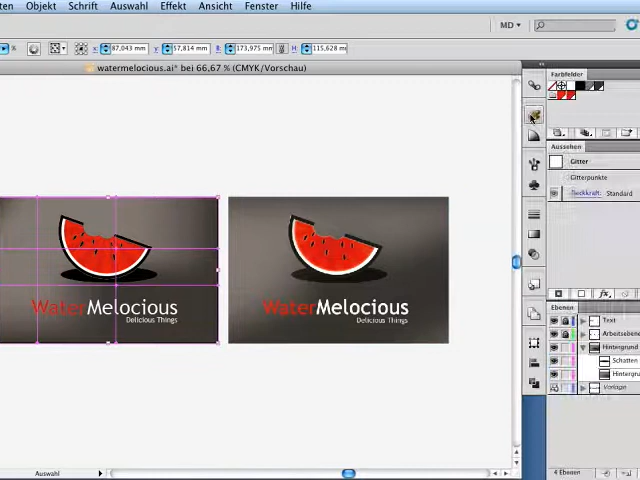 ten Objekt Schrift Auswahl Effekt Ansicht Fenster Hilfe
MD
% x: 87,043 mm y: 57,814 mm B: 173,975 mm H: 115,628 m
watermelocious.ai* bei 66,67 % (CMYK/Vorschau)
Farbfelder
Aussehen
Gitter
Gitterpunkte
Deckkraft: Standard
WaterMelocious
Delicious Things
WaterMelocious
Delicious Things
Ebenen
Text
Arbeitsebene
Hintergrund
Schatten
Hintergru
Vorlage
4 Ebenen
Auswahl